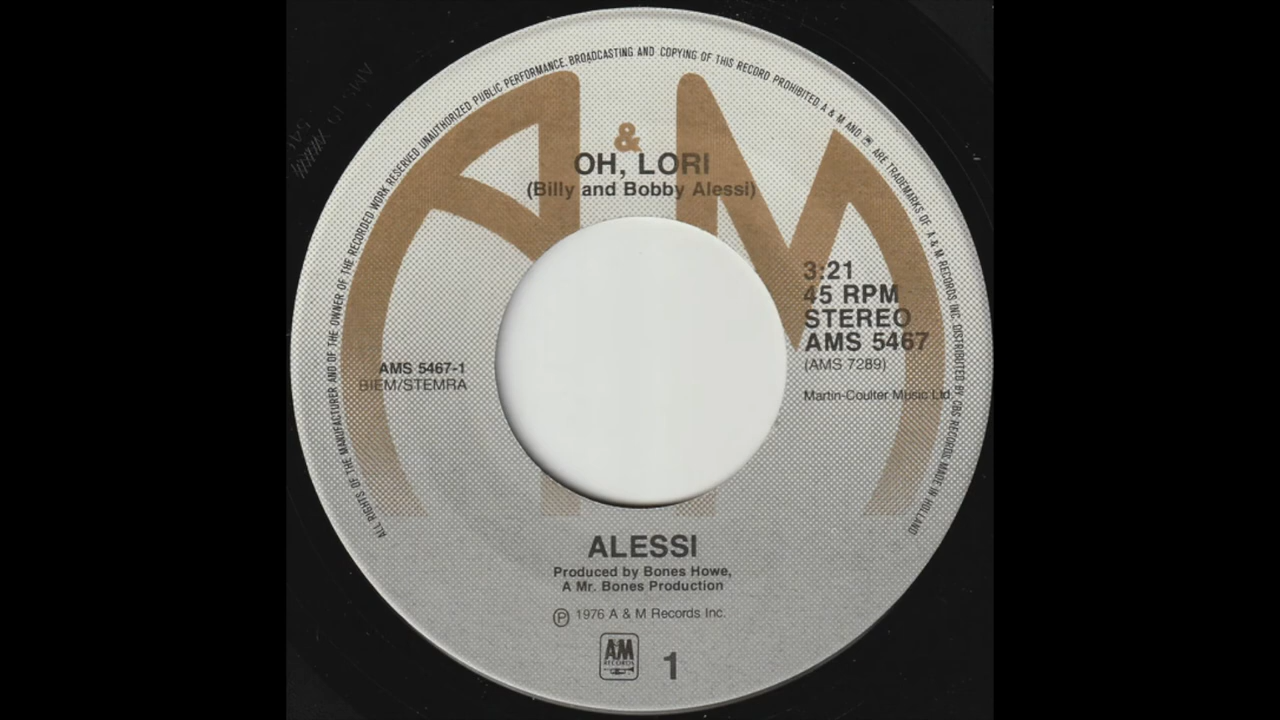 ALL RIGHTS OF THE MANUFACTURER AND OF THE OWNER OF THE RECORDED WORK RESERVED UNAUTHORIZED PUBLIC PERFORMANCE. BROADCASTING AND COPYING OF THIS RECORD PROHIBITED A & M AND ARE TRADEMARKS OF A & M RECORDS INC. DISTRIBUTED BY CBS RECORDS MADE IN HOLLAND
A & M
OH, LORI
(Billy and Bobby Alessi)
3:21
45 RPM
STEREO
AMS 5467
(AMS 7289)
Martin-Coulter Music Ltd.
AMS 5467-1
BIEM/STEMRA
ALESSI
Produced by Bones Howe,
A Mr. Bones Production
Ⓟ 1976 A & M Records Inc.
AM
RECORDS
1